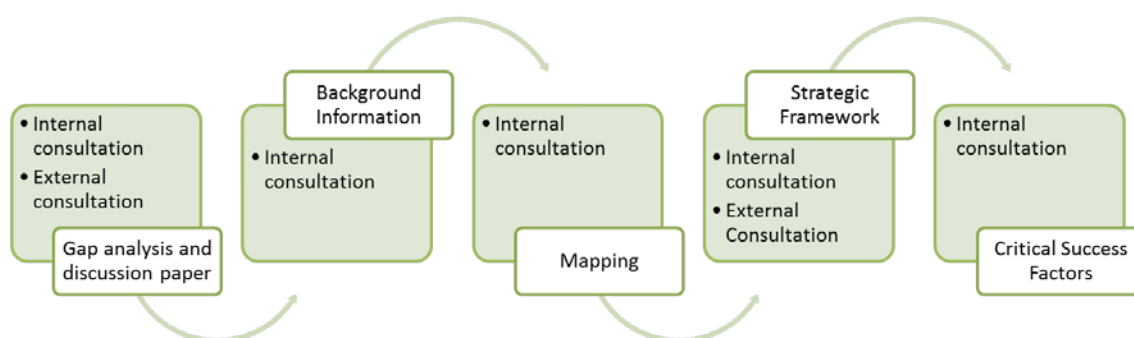 • Internal
consultation
• External
consultation
Gap analysis and
discussion paper
Background
Information
• Internal
consultation
• Internal
consultation
Mapping
Strategic
Framework
• Internal
consultation
• External
Consultation
• Internal
consultation
Critical Success
Factors